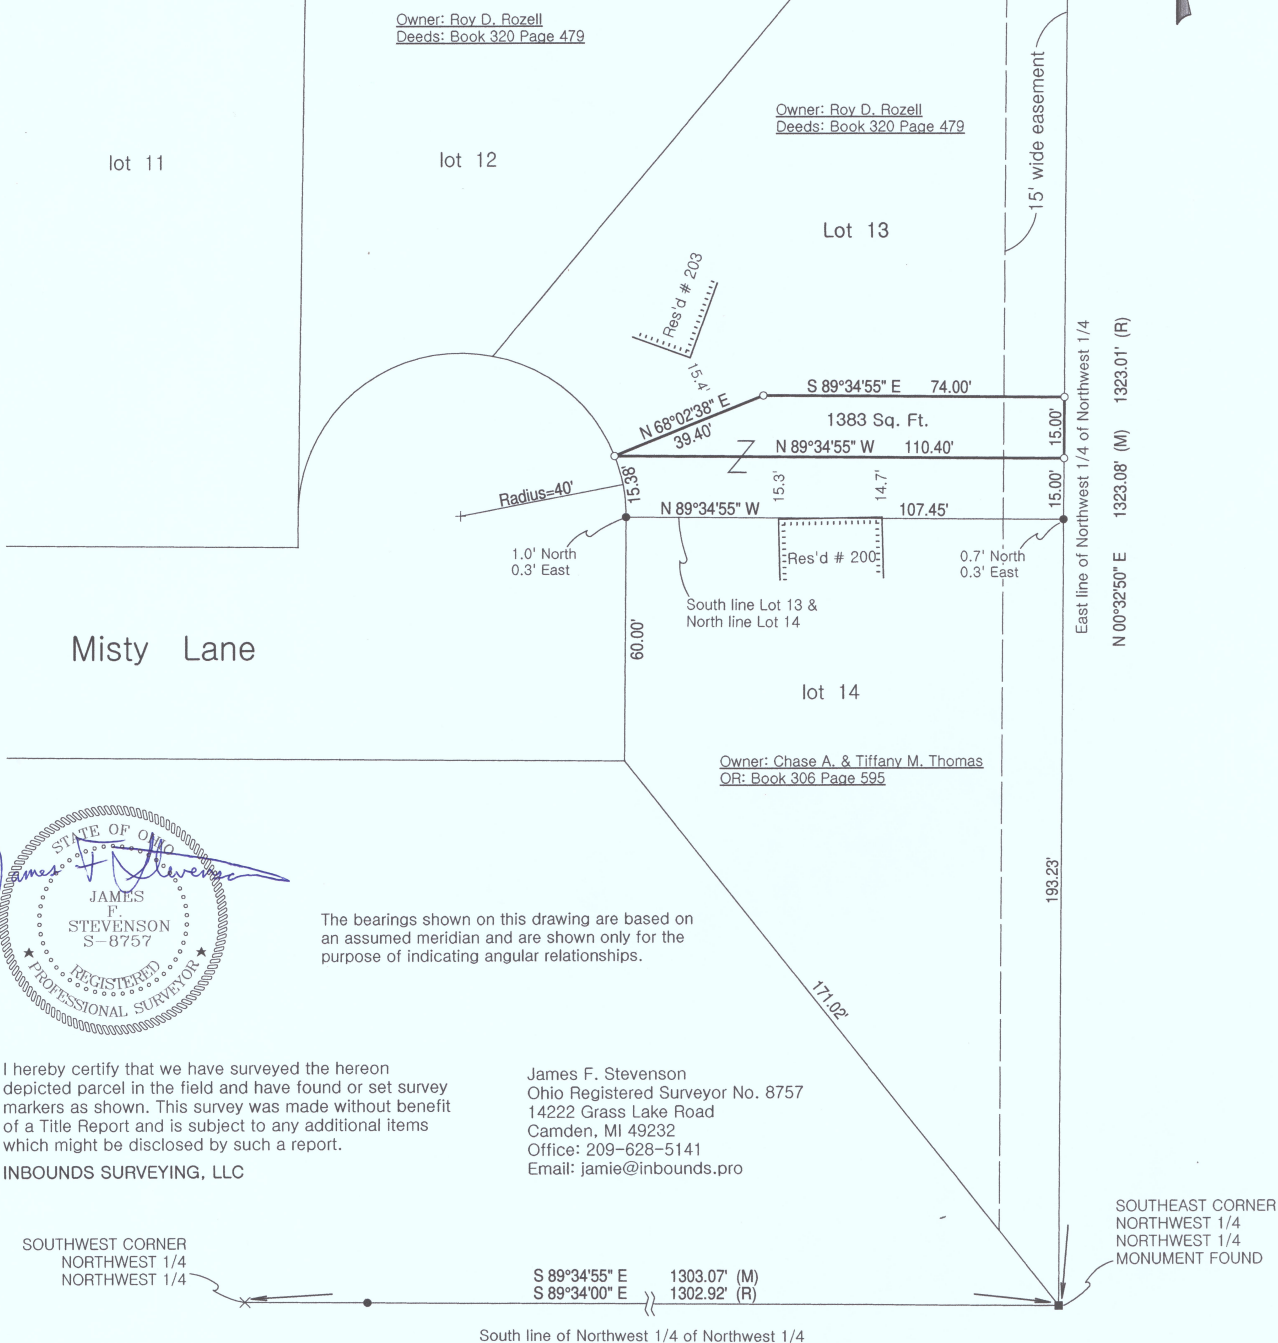 Owner: Roy D. Rozell
Deeds: Book 320 Page 479
lot 11
lot 12
Owner: Roy D. Rozell
Deeds: Book 320 Page 479
15' wide easement
Lot 13
Res'd # 203
15.4'
S 89°34'55" E 74.00'
N 68°02'38" E
39.40'
1383 Sq. Ft.
15.00'
N 89°34'55" W 110.40'
Radius=40'
15.38'
15.3'
14.7'
15.00'
N 89°34'55" W 107.45'
1.0' North
0.3' East
Res'd # 200
0.7' North
0.3' East
South line Lot 13 &
North line Lot 14
East line of Northwest 1/4 of Northwest 1/4
N 00°32'50" E 1323.08' (M) 1323.01' (R)
Misty Lane
60.00'
lot 14
Owner: Chase A. & Tiffany M. Thomas
OR: Book 306 Page 595
193.23'
171.02'
STATE OF OHIO
James F Stevenson
JAMES
F.
STEVENSON
S-8757
REGISTERED
PROFESSIONAL SURVEYOR
The bearings shown on this drawing are based on
an assumed meridian and are shown only for the
purpose of indicating angular relationships.
I hereby certify that we have surveyed the hereon
depicted parcel in the field and have found or set survey
markers as shown. This survey was made without benefit
of a Title Report and is subject to any additional items
which might be disclosed by such a report.
INBOUNDS SURVEYING, LLC
James F. Stevenson
Ohio Registered Surveyor No. 8757
14222 Grass Lake Road
Camden, MI 49232
Office: 209-628-5141
Email: jamie@inbounds.pro
SOUTHWEST CORNER
NORTHWEST 1/4
NORTHWEST 1/4
SOUTHEAST CORNER
NORTHWEST 1/4
NORTHWEST 1/4
MONUMENT FOUND
S 89°34'55" E 1303.07' (M)
S 89°34'00" E 1302.92' (R)
South line of Northwest 1/4 of Northwest 1/4